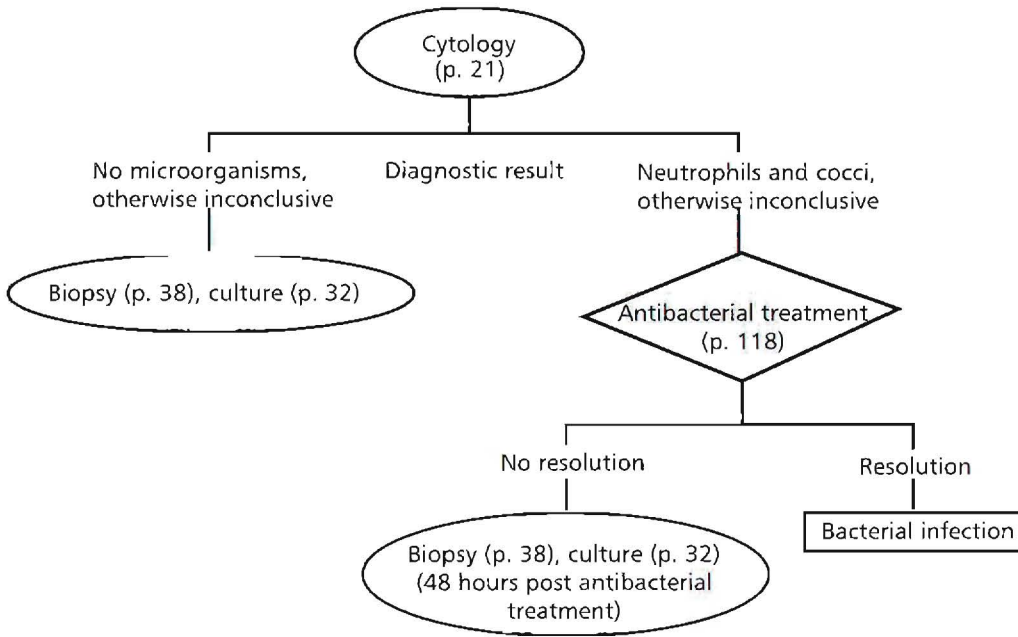 Cytology
(p. 21)
No microorganisms,
otherwise inconclusive
Diagnostic result
Neutrophils and cocci,
otherwise inconclusive
Biopsy (p. 38), culture (p. 32)
Antibacterial treatment
(p. 118)
No resolution
Resolution
Biopsy (p. 38), culture (p. 32)
(48 hours post antibacterial
treatment)
Bacterial infection